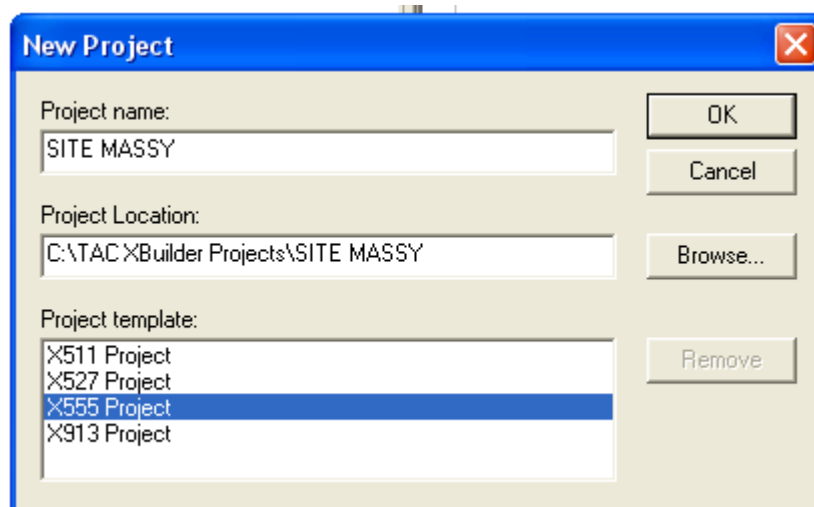 New Project
Project name:
SITE MASSY
OK
Cancel
Project Location:
C:\TAC XBuilder Projects\SITE MASSY
Browse...
Project template:
X511 Project
X527 Project
X555 Project
X913 Project
Remove